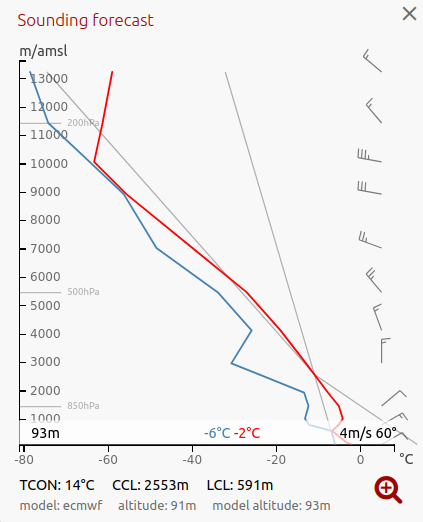 Sounding forecast
m/amsl
13000
12000
200hPa
11000
10000
9000
8000
7000
6000
500hPa
5000
4000
3000
2000
850hPa
1000
93m -6°C -2°C 4m/s 60°
-80 -60 -40 -20 0 °C
TCON: 14°C CCL: 2553m LCL: 591m
model: ecmwf altitude: 91m model altitude: 93m